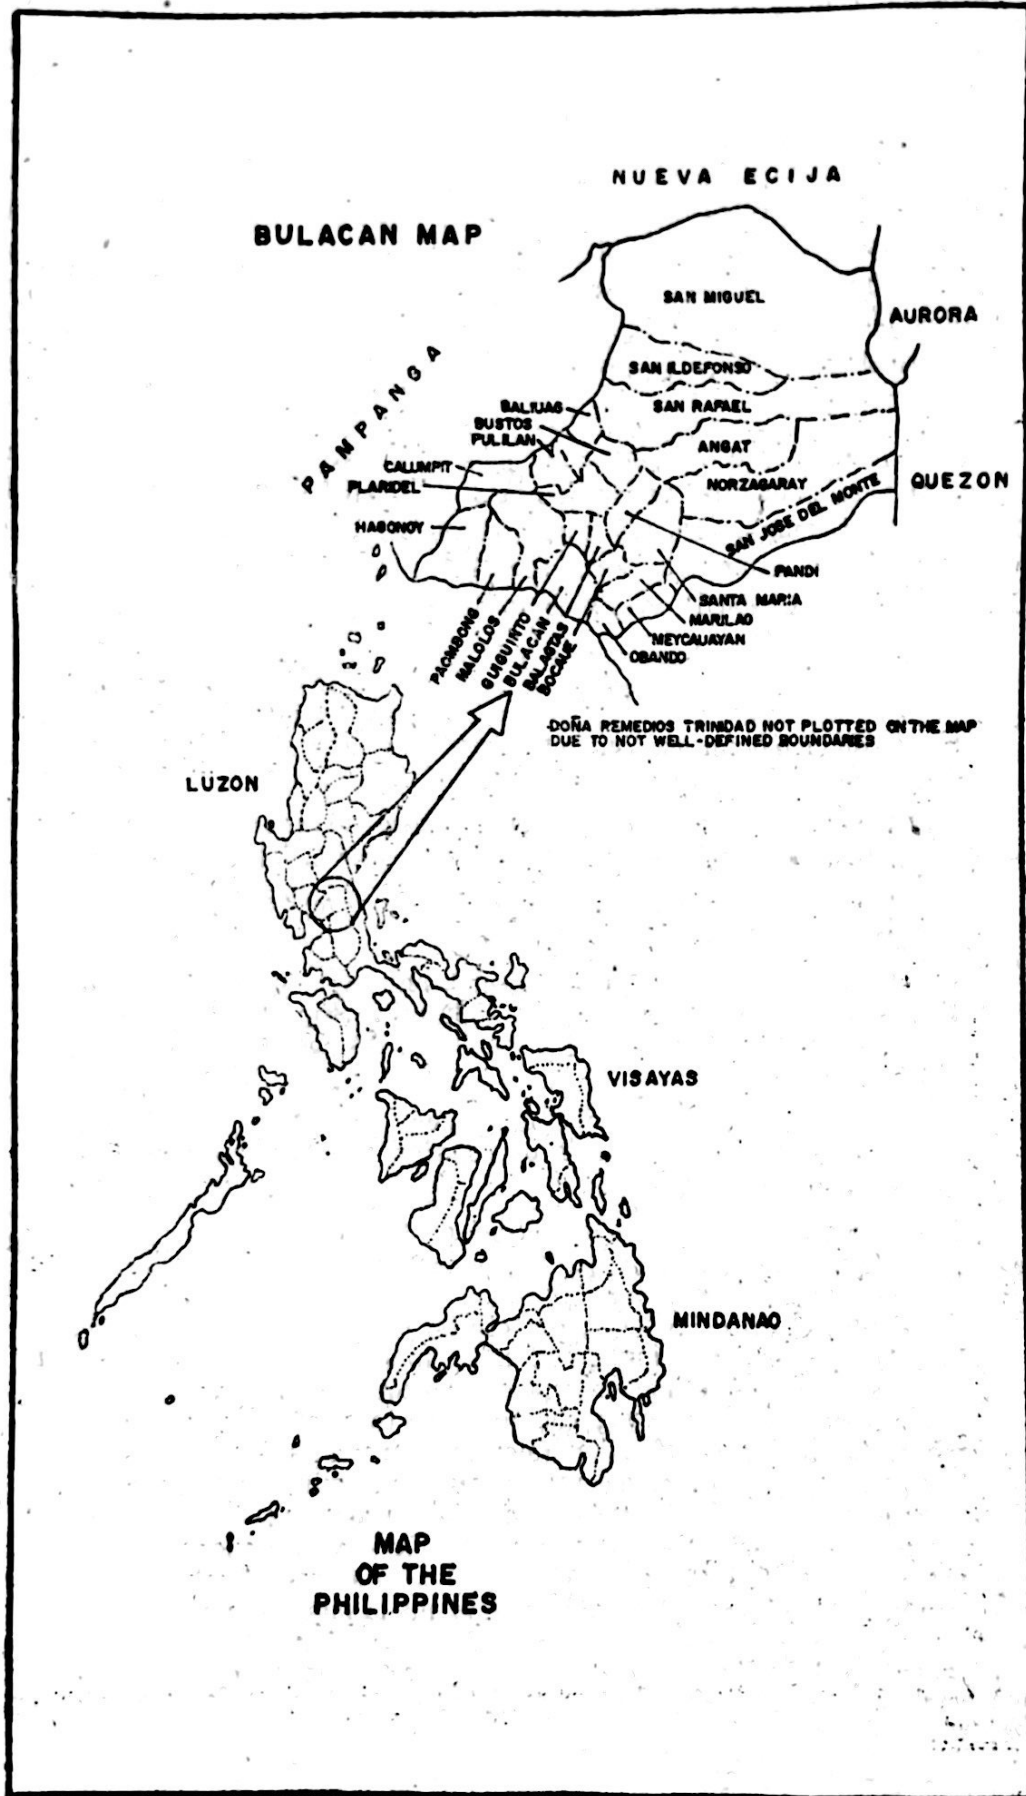 NUEVA ECIJA
BULACAN MAP
SAN MIGUEL
AURORA
PAMPANGA
SAN ILDEFONSO
BALIUAG
SAN RAFAEL
BUSTOS
PULILAN
ANGAT
CALUMPIT
PLARIDEL
NORZAGARAY
QUEZON
SAN JOSE DEL MONTE
HAGONOY
PANDI
SANTA MARIA
MARILAO
MEYCAUAYAN
OBANDO
PAOMBONG
MALOLOS
GUIGUINTO
BULACAN
BALAGTAS
BOCAUE
DOÑA REMEDIOS TRINIDAD NOT PLOTTED ON THE MAP
DUE TO NOT WELL-DEFINED BOUNDARIES
LUZON
VISAYAS
MINDANAO
MAP
OF THE
PHILIPPINES